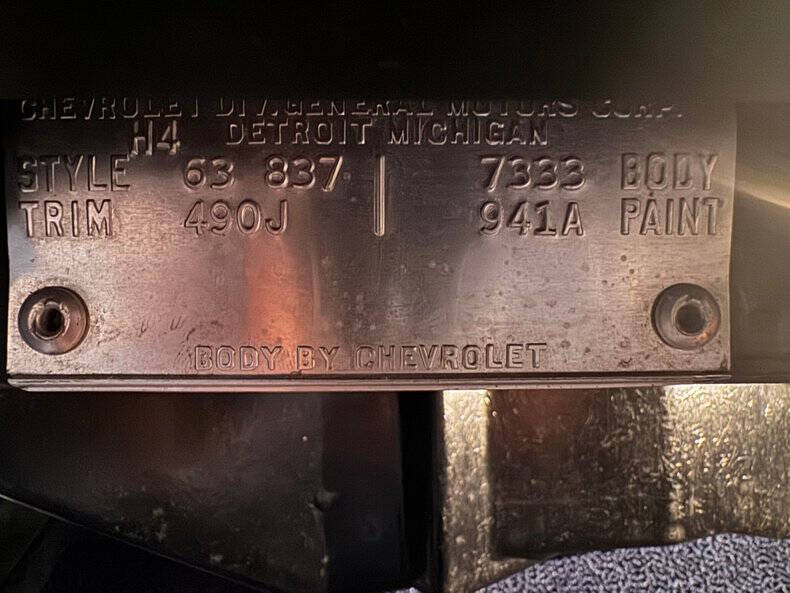 CHEVROLET DIV. GENERAL MOTORS CORP.
H4 DETROIT MICHIGAN
STYLE 63 837 7333 BODY
TRIM 490J 941A PAINT
BODY BY CHEVROLET